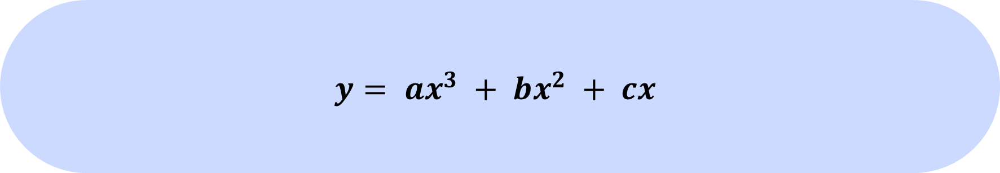 y = ax³ + bx² + cx